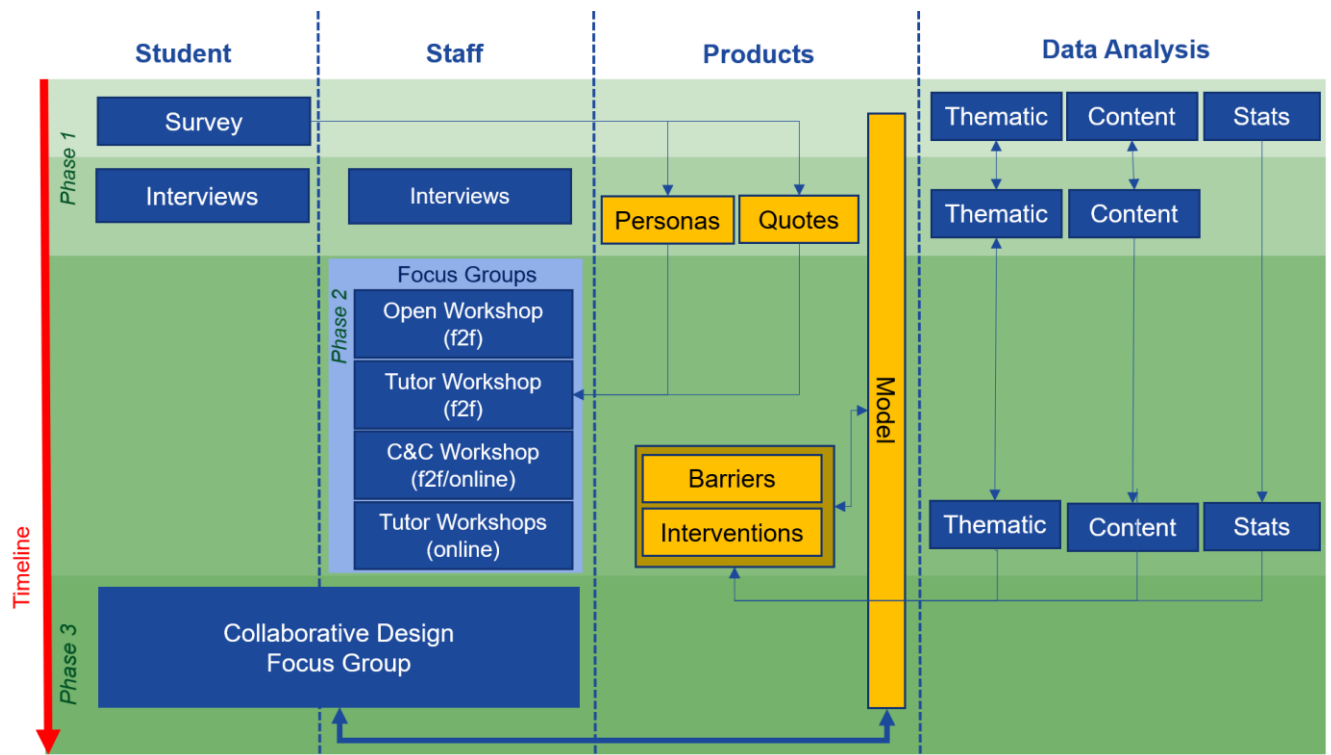 Student
Staff
Products
Data Analysis
Timeline
Phase 1
Survey
Interviews
Interviews
Personas
Quotes
Model
Thematic
Content
Stats
Thematic
Content
Phase 2
Focus Groups
Open Workshop
(f2f)
Tutor Workshop
(f2f)
C&C Workshop
(f2f/online)
Tutor Workshops
(online)
Barriers
Interventions
Thematic
Content
Stats
Phase 3
Collaborative Design
Focus Group